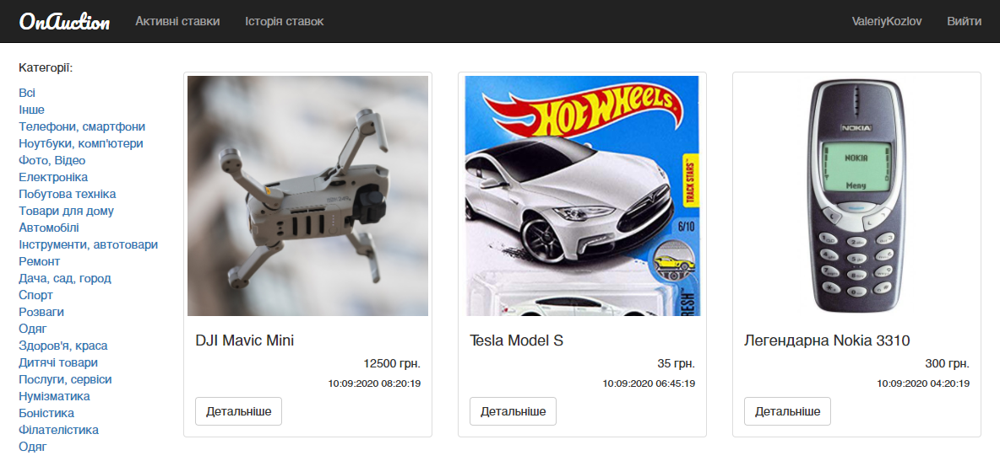 OnAuction Активні ставки Історія ставок ValeriyKozlov Вийти
Категорії:
Всі
Інше
Телефони, смартфони
Ноутбуки, комп'ютери
Фото, Відео
Електроніка
Побутова техніка
Товари для дому
Автомобілі
Інструменти, автотовари
Ремонт
Дача, сад, город
Спорт
Розваги
Одяг
Здоров'я, краса
Дитячі товари
Послуги, сервіси
Нумізматика
Боністика
Філателістика
Одяг
DJI Mavic Mini
12500 грн.
10:09:2020 08:20:19
Детальніше
HOT WHEELS
TRACK STARS
6/10
Tesla Model S
35 грн.
10:09:2020 06:45:19
Детальніше
NOKIA
NOKIA
Menu
Легендарна Nokia 3310
300 грн.
10:09:2020 04:20:19
Детальніше